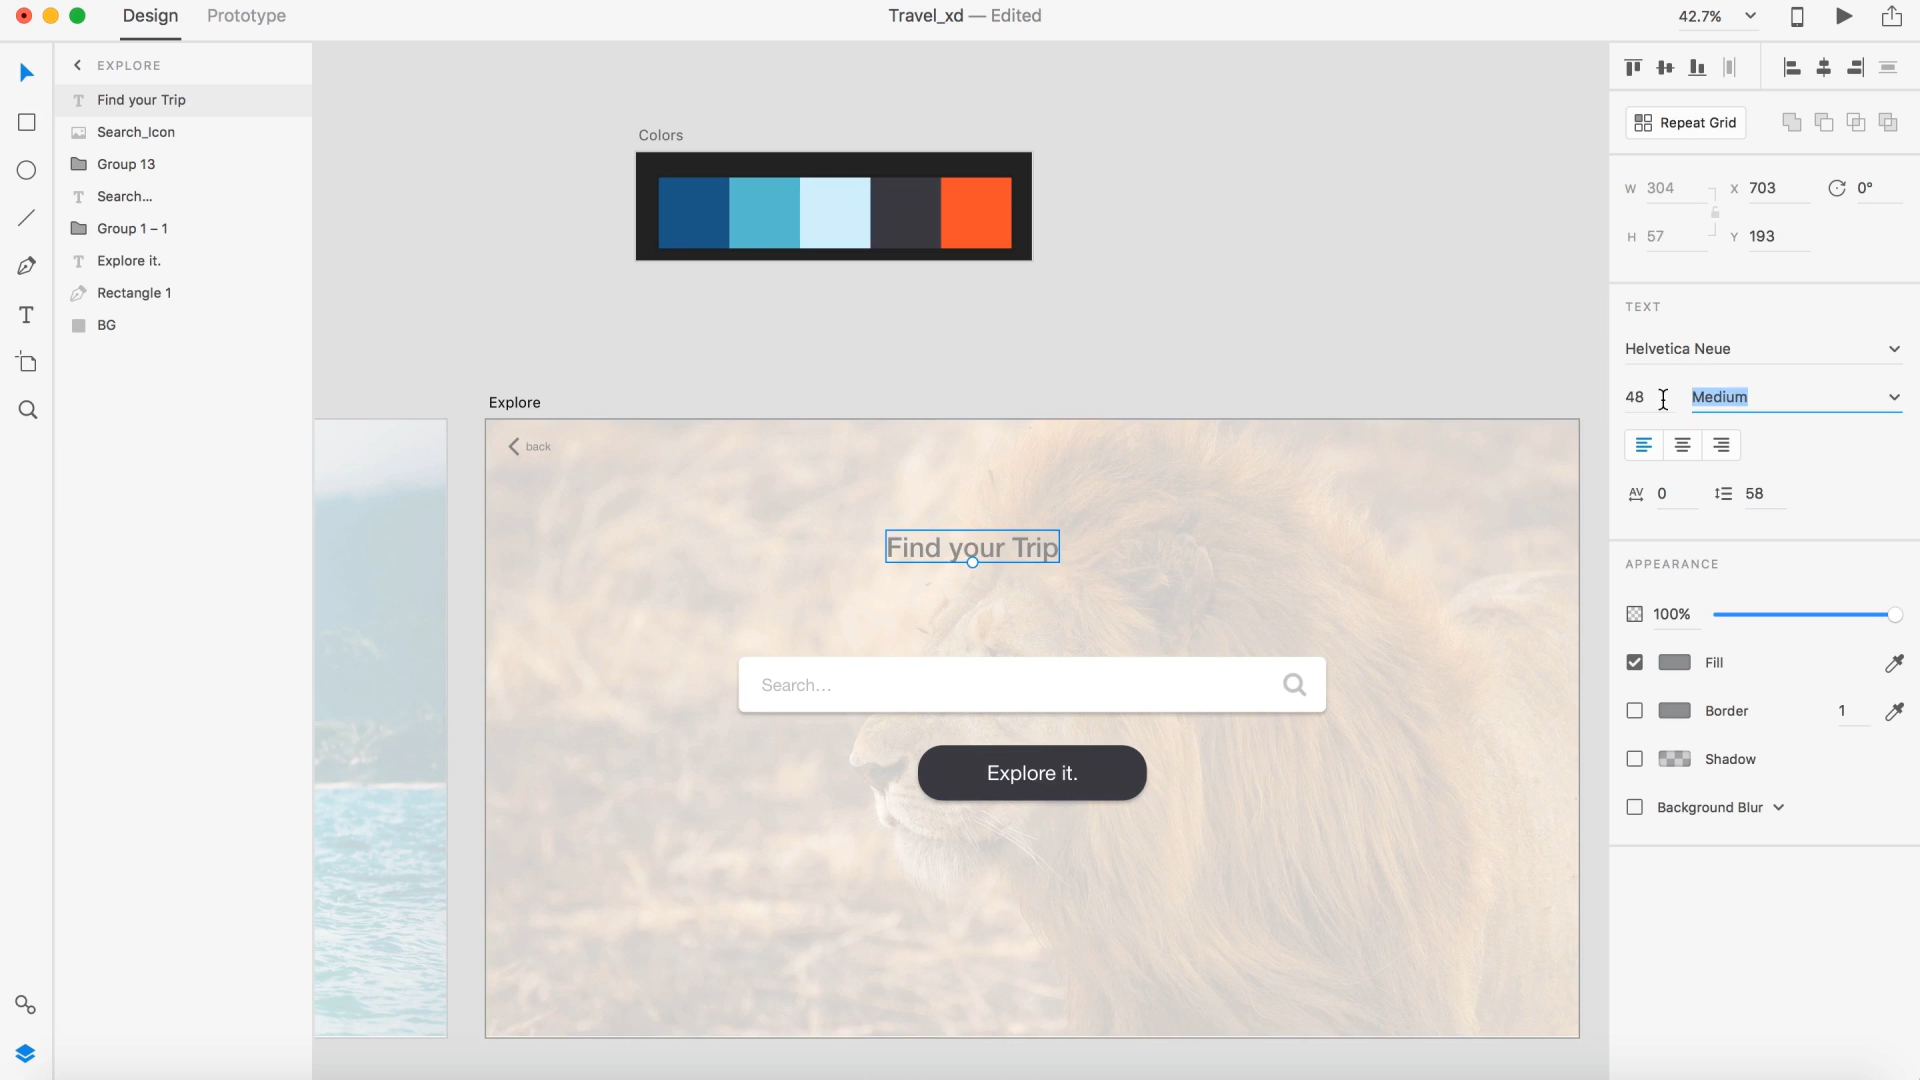 Design Prototype Travel_xd — Edited 42.7%
EXPLORE
Find your Trip
Search_Icon
Group 13
Search...
Group 1 – 1
Explore it.
Rectangle 1
BG
Colors
Explore
back
Find your Trip
Search...
Explore it.
Repeat Grid
W 304 X 703 0°
H 57 Y 193
TEXT
Helvetica Neue
48 Medium
AV 0 58
APPEARANCE
100%
Fill
Border 1
Shadow
Background Blur